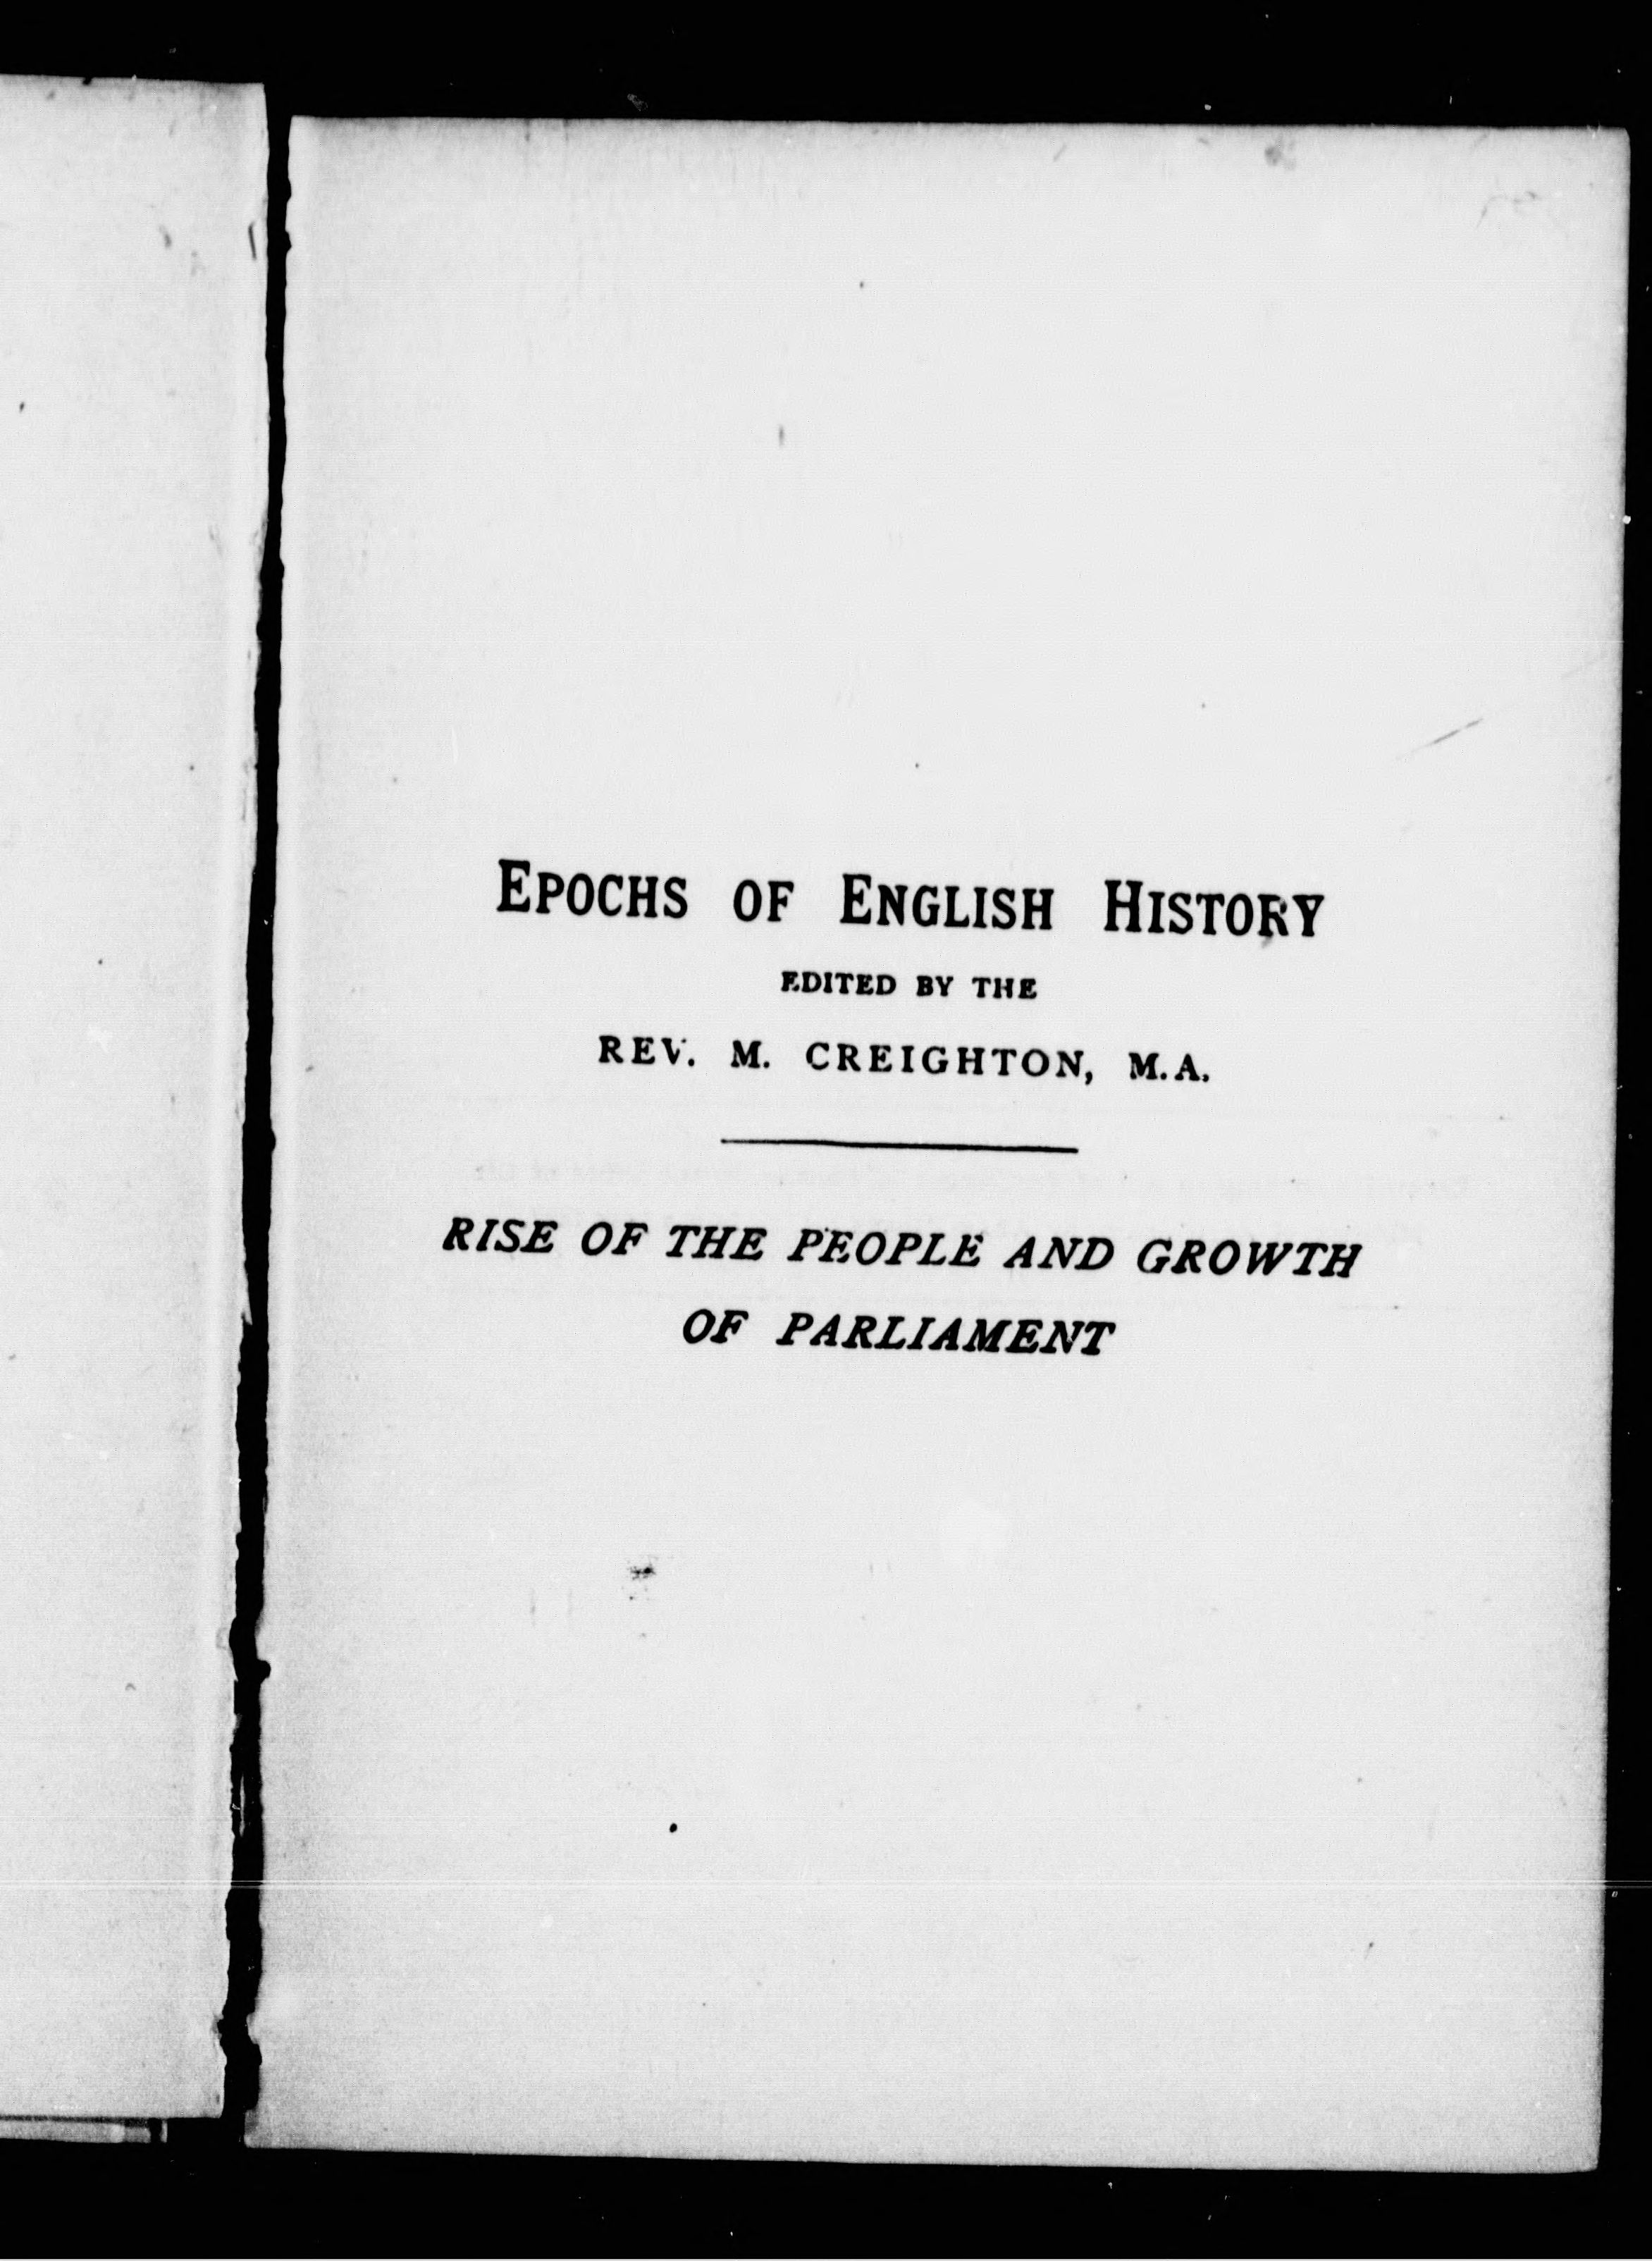 EPOCHS OF ENGLISH HISTORY
EDITED BY THE
REV. M. CREIGHTON, M.A.
RISE OF THE PEOPLE AND GROWTH
OF PARLIAMENT